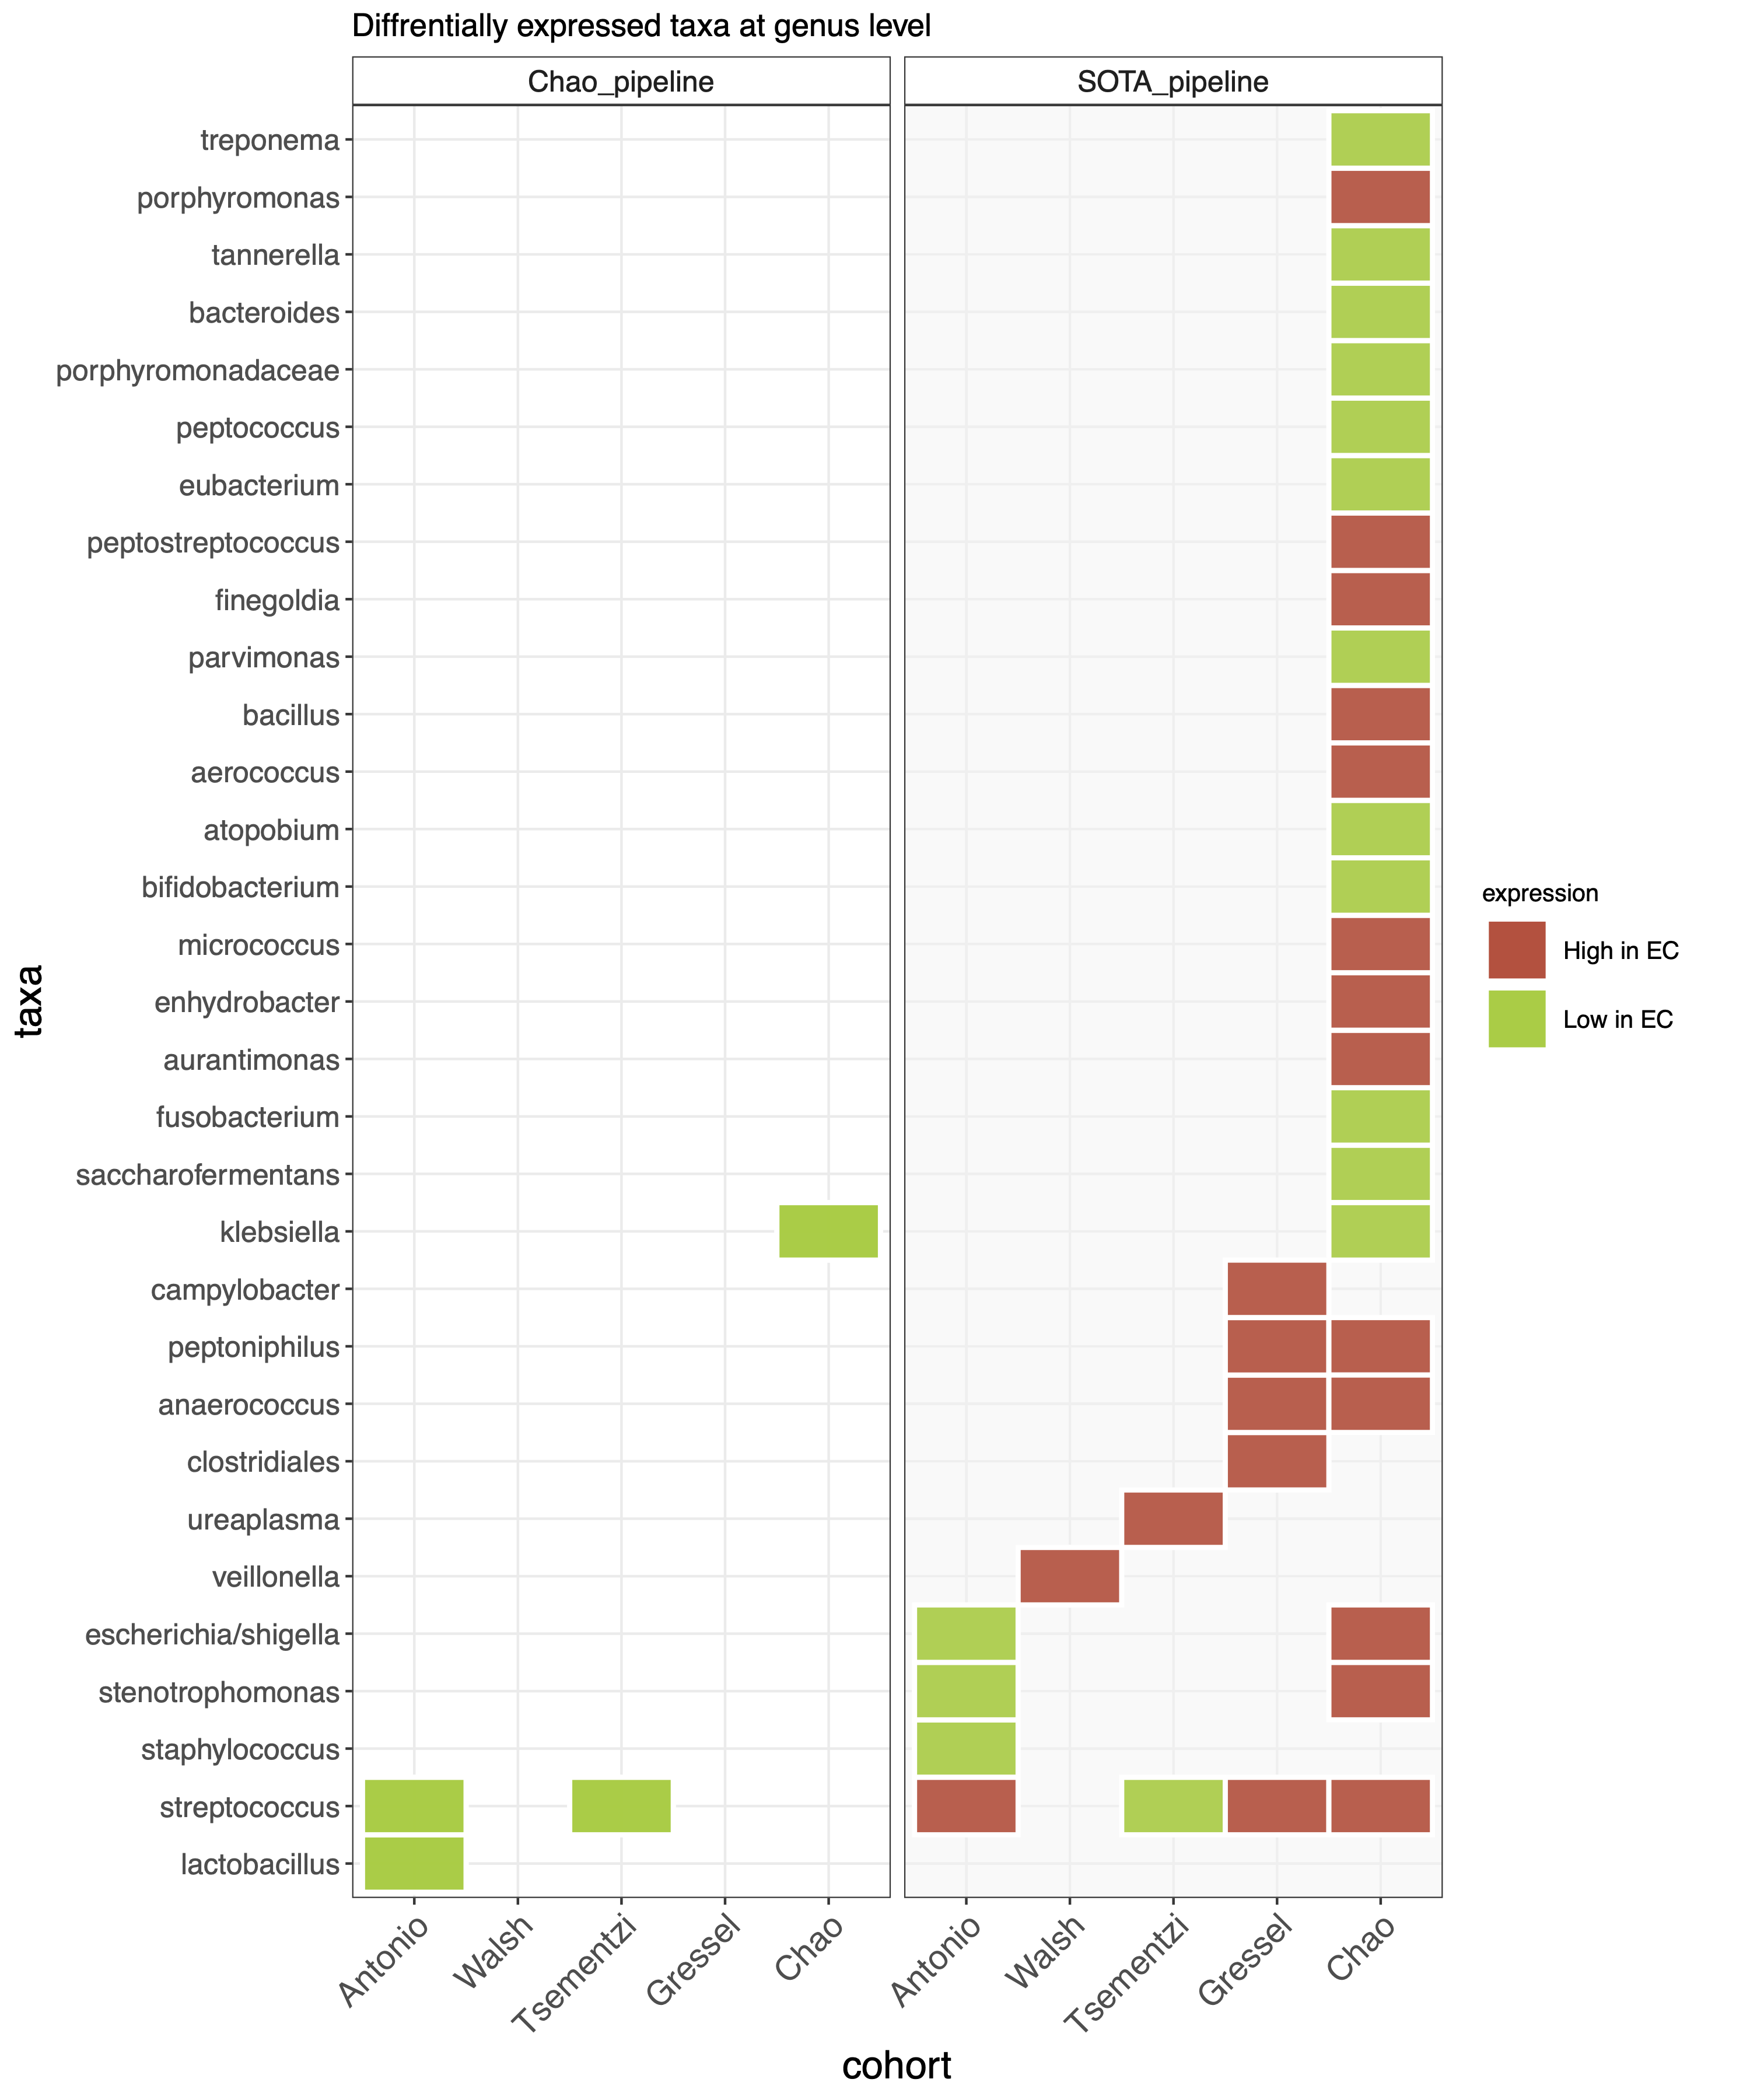 Diffrentially expressed taxa at genus level
Chao_pipeline
SOTA_pipeline
treponema
porphyromonas
tannerella
bacteroides
porphyromonadaceae
peptococcus
eubacterium
peptostreptococcus
finegoldia
parvimonas
bacillus
aerococcus
atopobium
bifidobacterium
micrococcus
enhydrobacter
aurantimonas
fusobacterium
saccharofermentans
klebsiella
campylobacter
peptoniphilus
anaerococcus
clostridiales
ureaplasma
veillonella
escherichia/shigella
stenotrophomonas
staphylococcus
streptococcus
lactobacillus
taxa
Antonio
Walsh
Tsementzi
Gressel
Chao
Antonio
Walsh
Tsementzi
Gressel
Chao
cohort
expression
High in EC
Low in EC